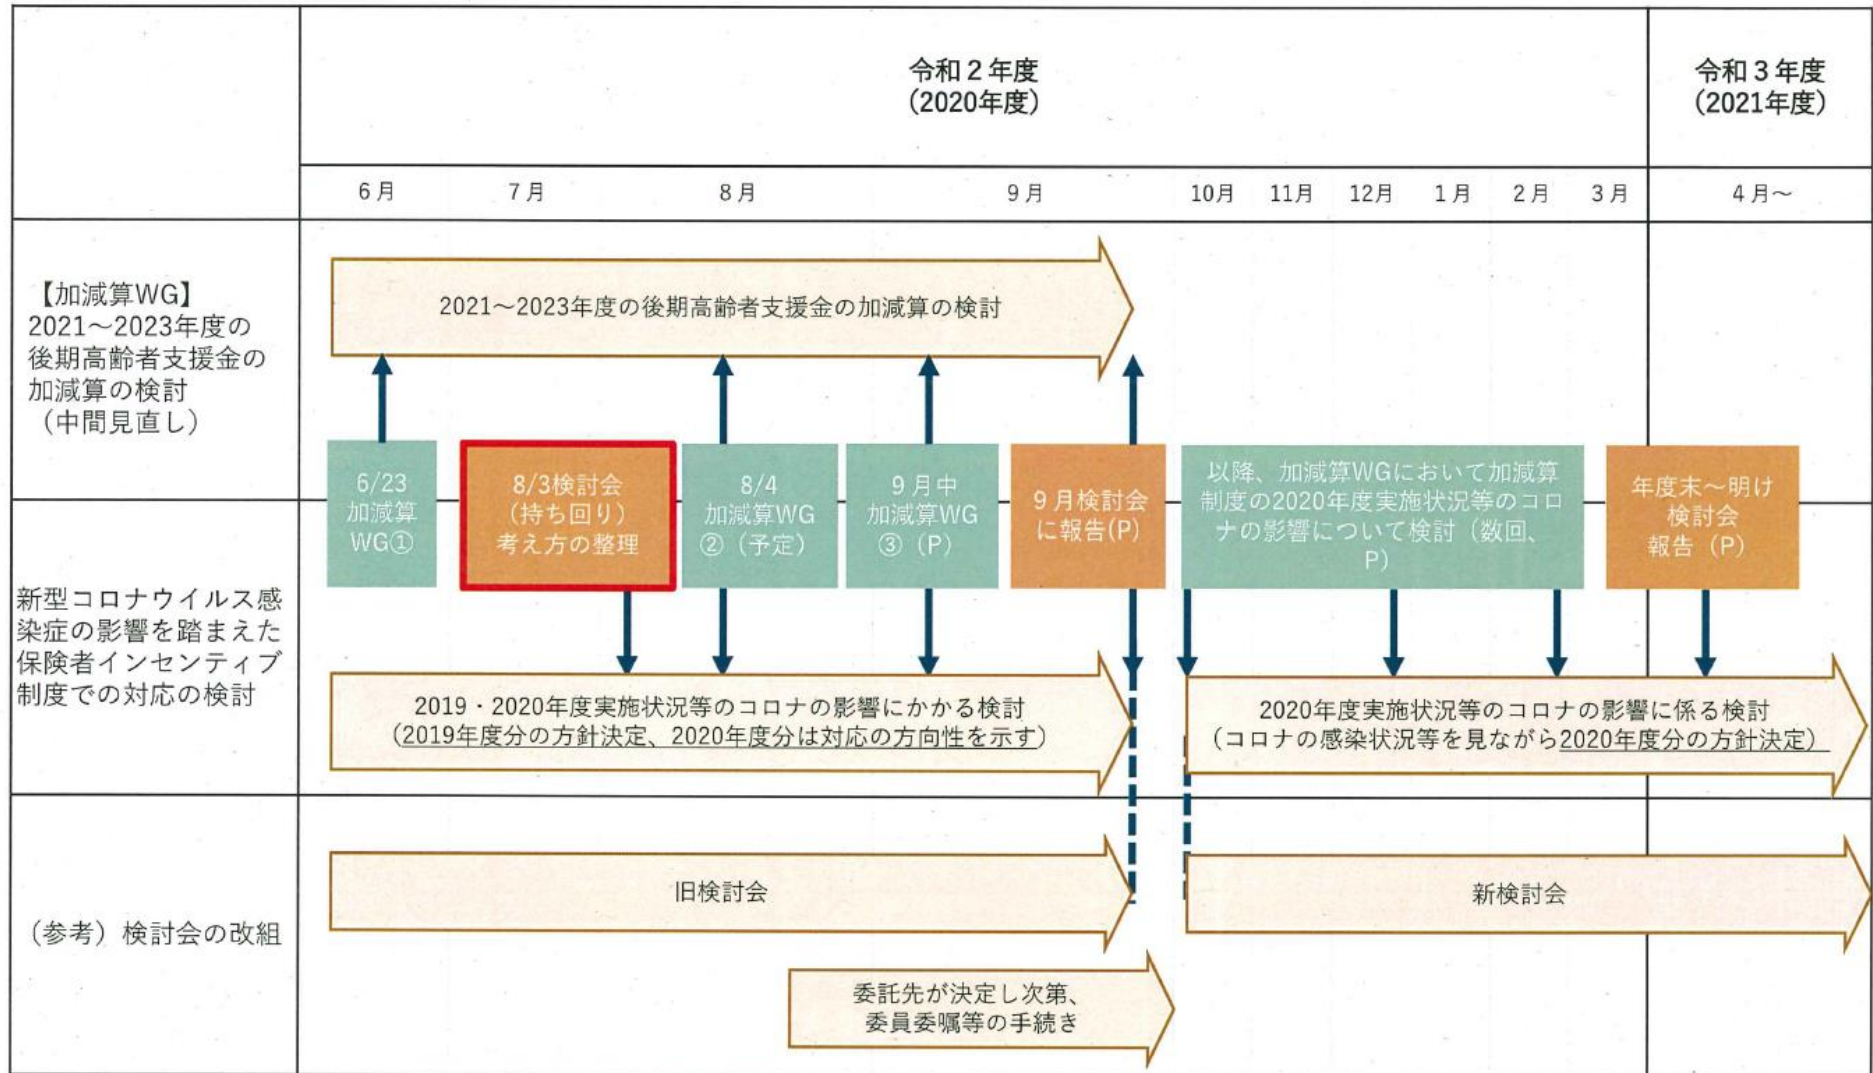 令和２年度
（2020年度）
令和３年度
（2021年度）
６月
７月
８月
９月
10月
11月
12月
１月
２月
３月
４月～
【加減算WG】
2021～2023年度の
後期高齢者支援金の
加減算の検討
（中間見直し）
2021～2023年度の後期高齢者支援金の加減算の検討
6/23
加減算
WG①
8/3検討会
（持ち回り）
考え方の整理
8/4
加減算WG
②（予定）
９月中
加減算WG
③（P）
９月検討会
に報告(P)
以降、加減算WGにおいて加減算
制度の2020年度実施状況等のコロ
ナの影響について検討（数回、
P）
年度末～明け
検討会
報告（P）
新型コロナウイルス感
染症の影響を踏まえた
保険者インセンティブ
制度での対応の検討
2019・2020年度実施状況等のコロナの影響にかかる検討
（2019年度分の方針決定、2020年度分は対応の方向性を示す）
2020年度実施状況等のコロナの影響に係る検討
（コロナの感染状況等を見ながら2020年度分の方針決定）
（参考）検討会の改組
旧検討会
新検討会
委託先が決定し次第、
委員委嘱等の手続き